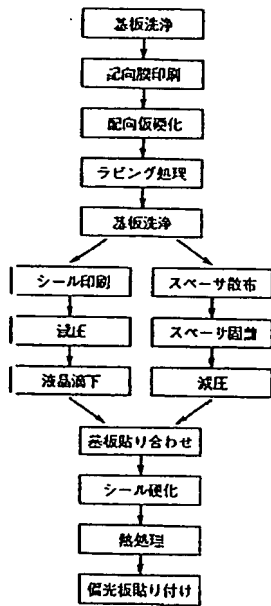 基板洗浄
配向膜印刷
配向仮硬化
ラビング処理
基板洗浄
シール印刷
スペーサ散布
スペーサ固着
液晶滴下
減圧
基板貼り合わせ
シール硬化
熱処理
偏光板貼り付け